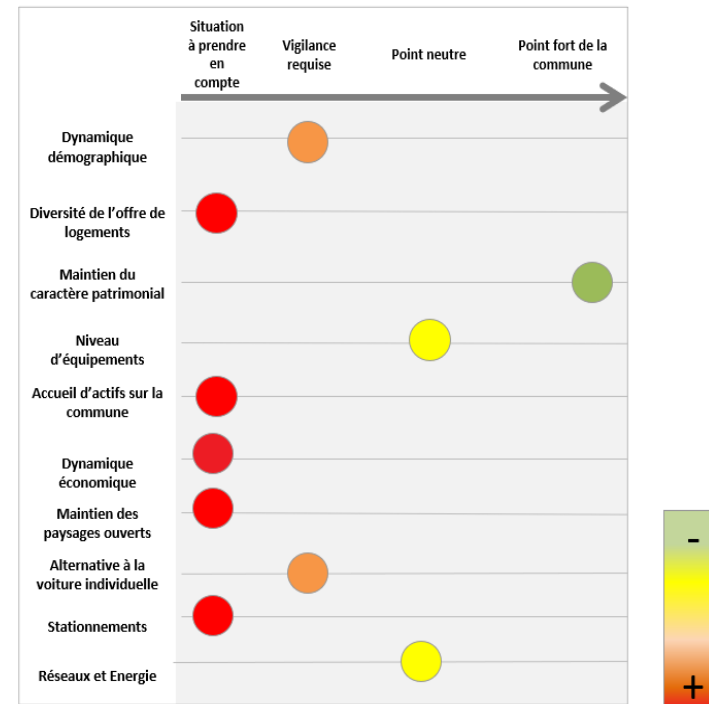 Situation
à prendre
en
compte
Vigilance
requise
Point neutre
Point fort de la
commune
Dynamique
démographique
Diversité de l'offre de
logements
Maintien du
caractère patrimonial
Niveau
d'équipements
Accueil d'actifs sur la
commune
Dynamique
économique
Maintien des
paysages ouverts
Alternative à la
voiture individuelle
Stationnements
Réseaux et Energie
-
+